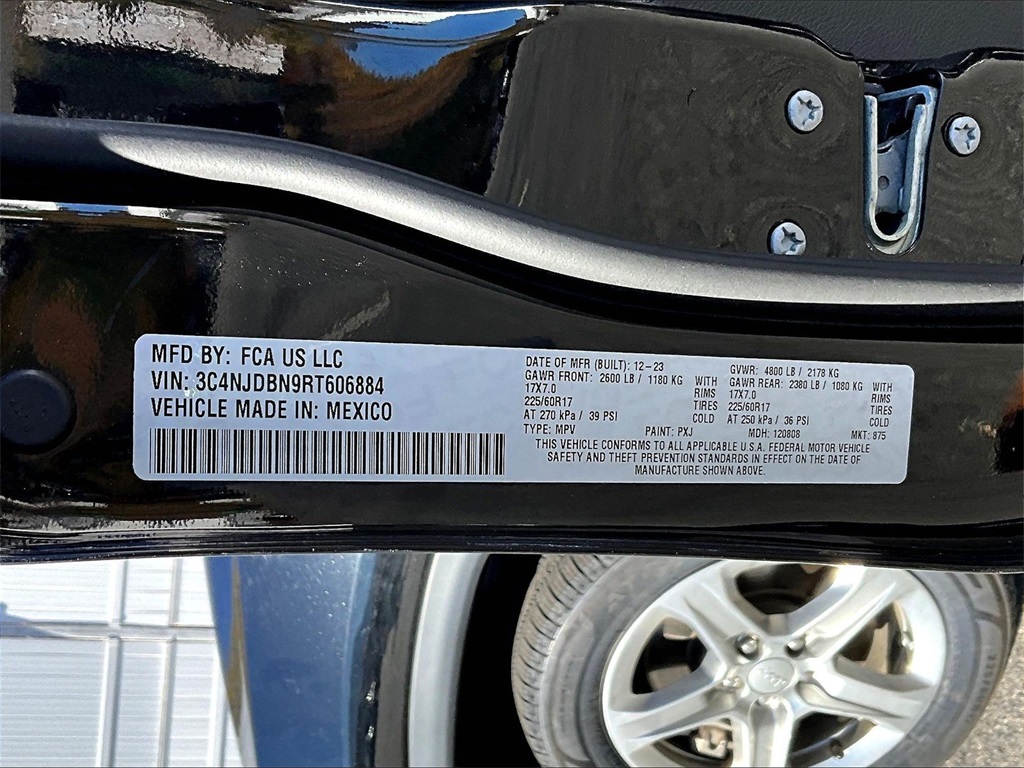 MFD BY: FCA US LLC
VIN: 3C4NJDBN9RT606884
VEHICLE MADE IN: MEXICO
DATE OF MFR (BUILT): 12-23
GVWR: 4800 LB / 2178 KG
GAWR FRONT: 2600 LB / 1180 KG WITH
17X7.0 RIMS
225/60R17 TIRES
AT 270 kPa / 39 PSI COLD
GAWR REAR: 2380 LB / 1080 KG WITH
17X7.0 RIMS
225/60R17 TIRES
AT 250 kPa / 36 PSI COLD
TYPE: MPV PAINT: PXJ MDH: 120808 MKT: 875
THIS VEHICLE CONFORMS TO ALL APPLICABLE U.S.A. FEDERAL MOTOR VEHICLE
SAFETY AND THEFT PREVENTION STANDARDS IN EFFECT ON THE DATE OF
MANUFACTURE SHOWN ABOVE.
Jeep